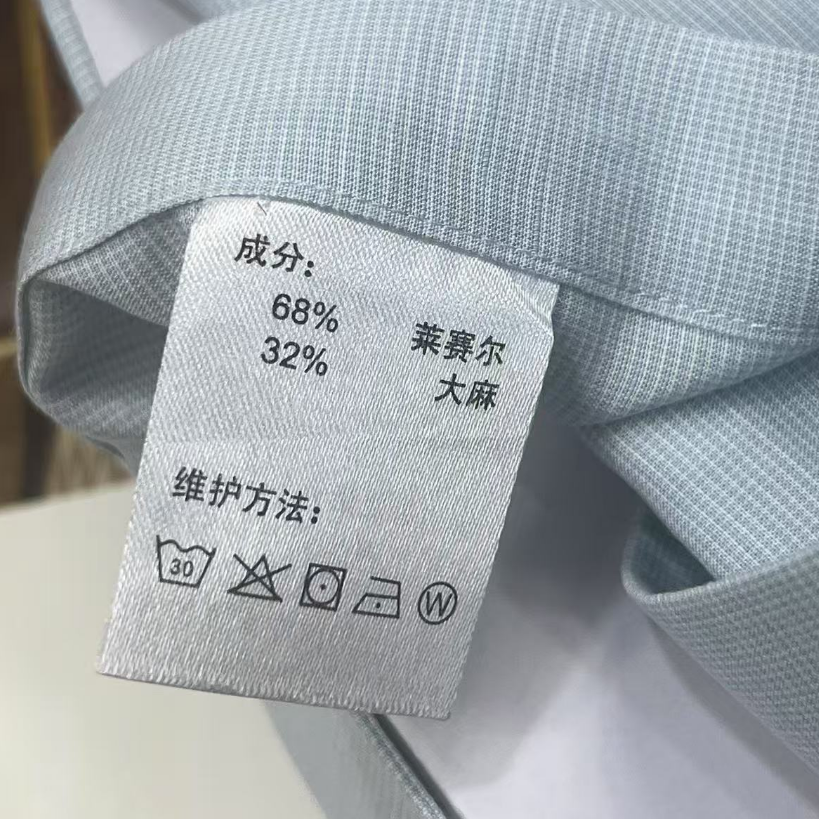 成分：
68% 莱赛尔
32% 大麻
维护方法：
30 W